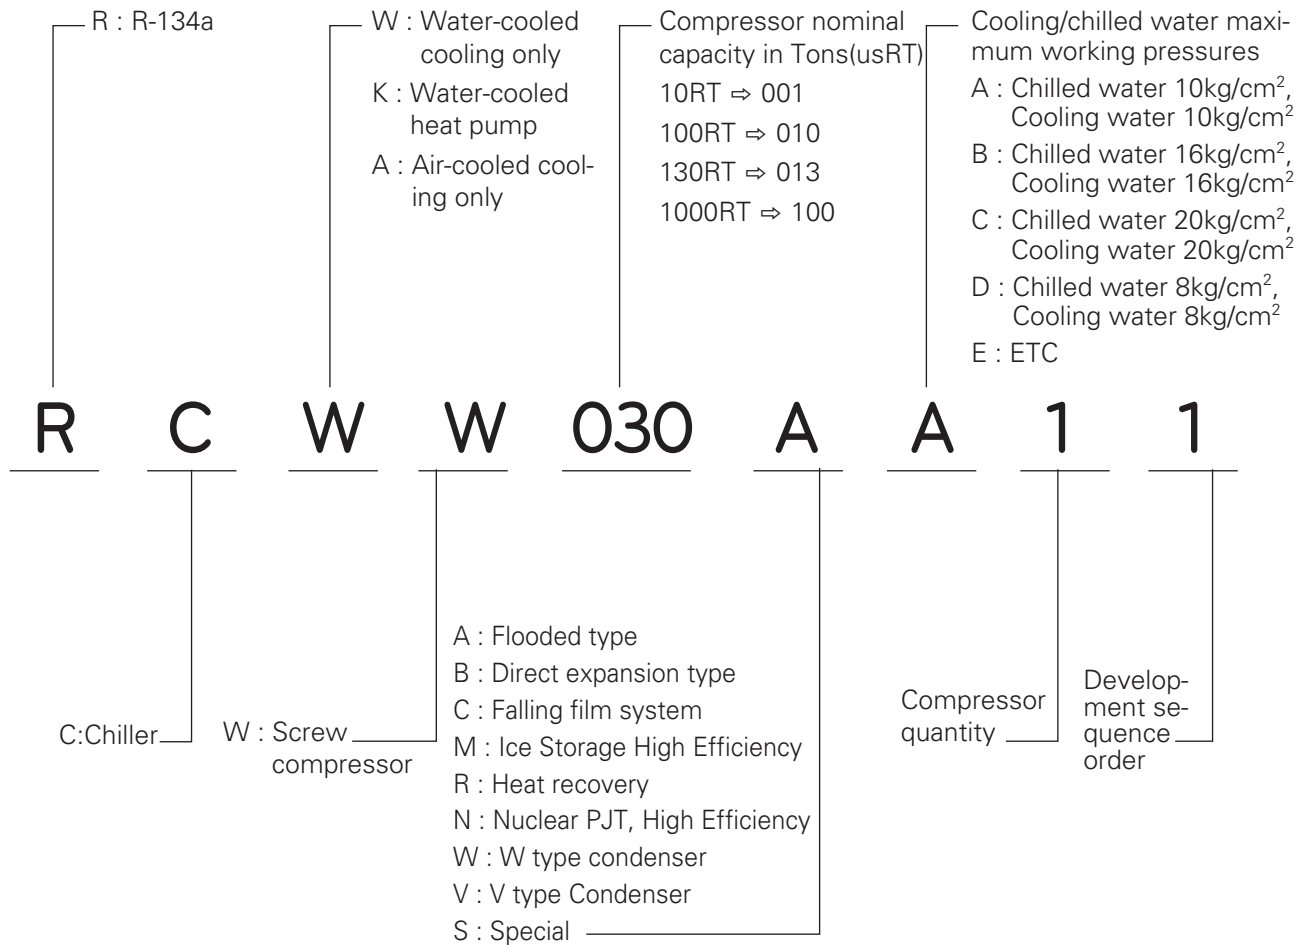 R : R-134a
W : Water-cooled
cooling only
K : Water-cooled
heat pump
A : Air-cooled cool-
ing only
Compressor nominal
capacity in Tons(usRT)
10RT ⇨ 001
100RT ⇨ 010
130RT ⇨ 013
1000RT ⇨ 100
Cooling/chilled water maxi-
mum working pressures
A : Chilled water 10kg/cm²,
Cooling water 10kg/cm²
B : Chilled water 16kg/cm²,
Cooling water 16kg/cm²
C : Chilled water 20kg/cm²,
Cooling water 20kg/cm²
D : Chilled water 8kg/cm²,
Cooling water 8kg/cm²
E : ETC
R C W W 030 A A 1 1
C:Chiller
W : Screw
compressor
A : Flooded type
B : Direct expansion type
C : Falling film system
M : Ice Storage High Efficiency
R : Heat recovery
N : Nuclear PJT, High Efficiency
W : W type condenser
V : V type Condenser
S : Special
Compressor
quantity
Develop-
ment se-
quence
order